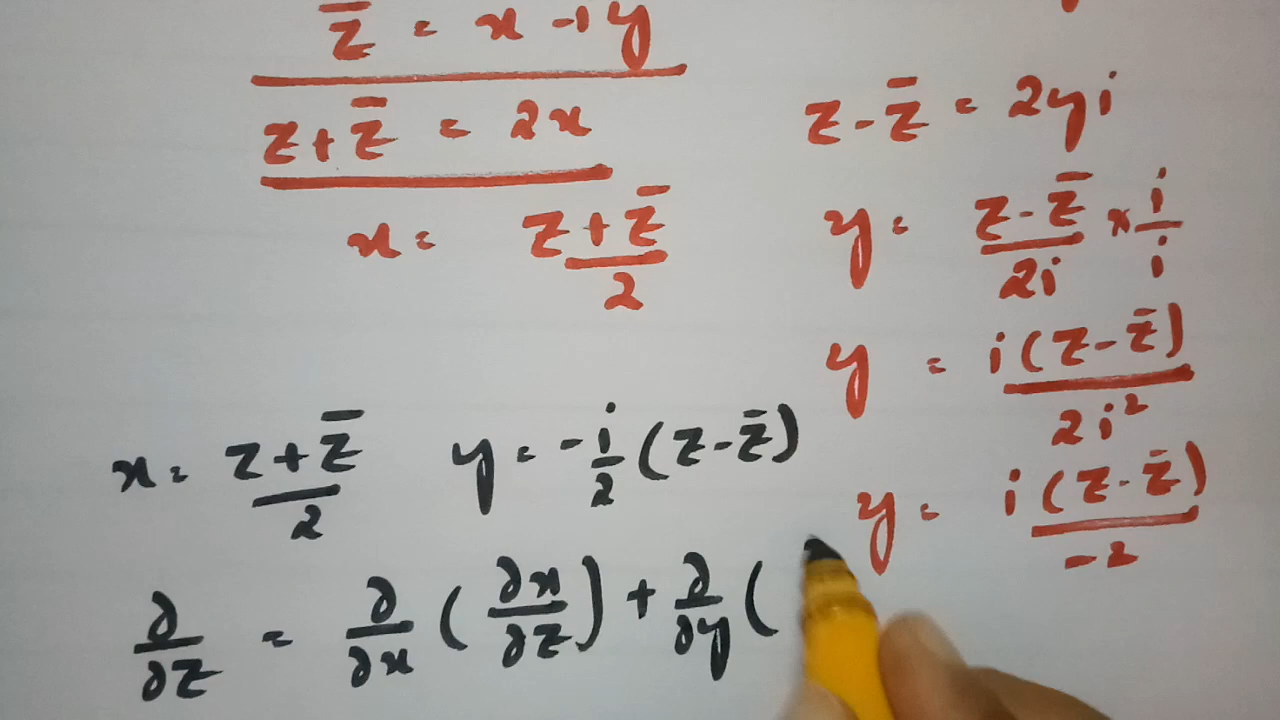 z̄ = x - iy
z + z̄ = 2x
x = z + z̄ / 2
z - z̄ = 2yi
y = z - z̄ / 2i × i / i
y = i(z - z̄) / 2i²
y = i(z - z̄) / -2
x = z + z̄ / 2 y = -i/2 (z - z̄)
∂/∂z = ∂/∂x (∂x/∂z) + ∂/∂y (